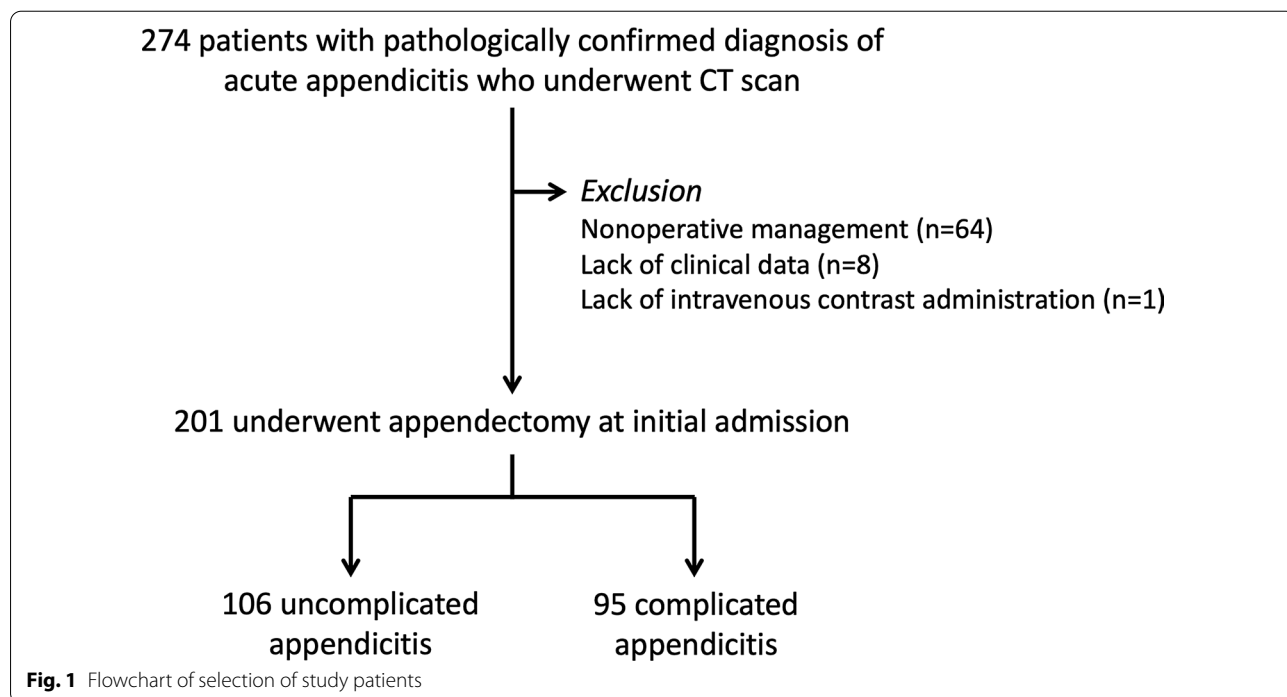 274 patients with pathologically confirmed diagnosis of
acute appendicitis who underwent CT scan
Exclusion
Nonoperative management (n=64)
Lack of clinical data (n=8)
Lack of intravenous contrast administration (n=1)
201 underwent appendectomy at initial admission
106 uncomplicated
appendicitis
95 complicated
appendicitis
Fig. 1 Flowchart of selection of study patients